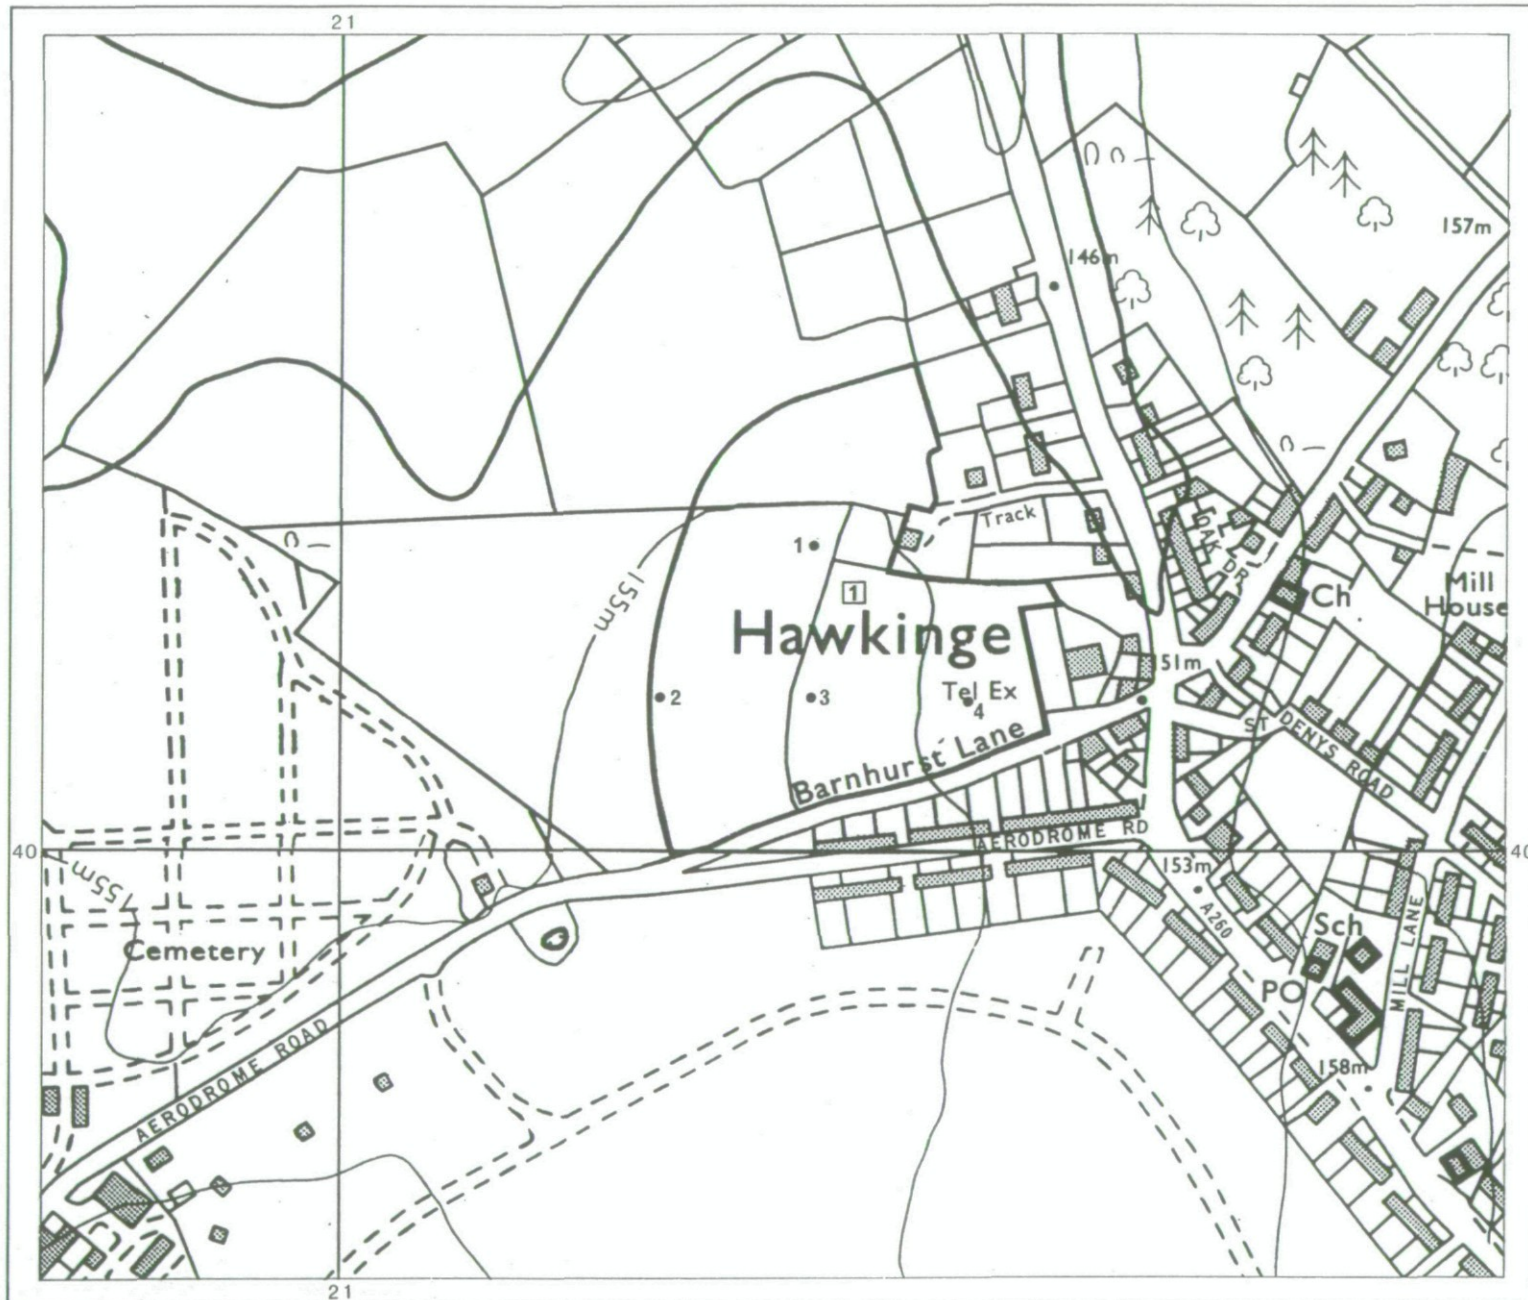 21
157m
146m
Track
OAK DR
1
155m
1
Mill
House
Ch
Hawkinge
151m
2
3
Tel Ex
4
ST DENYS ROAD
Barnhurst Lane
AERODROME RD
40
40
153m
155m
A260
Sch
Cemetery
MILL LANE
PO
AERODROME ROAD
158m
21